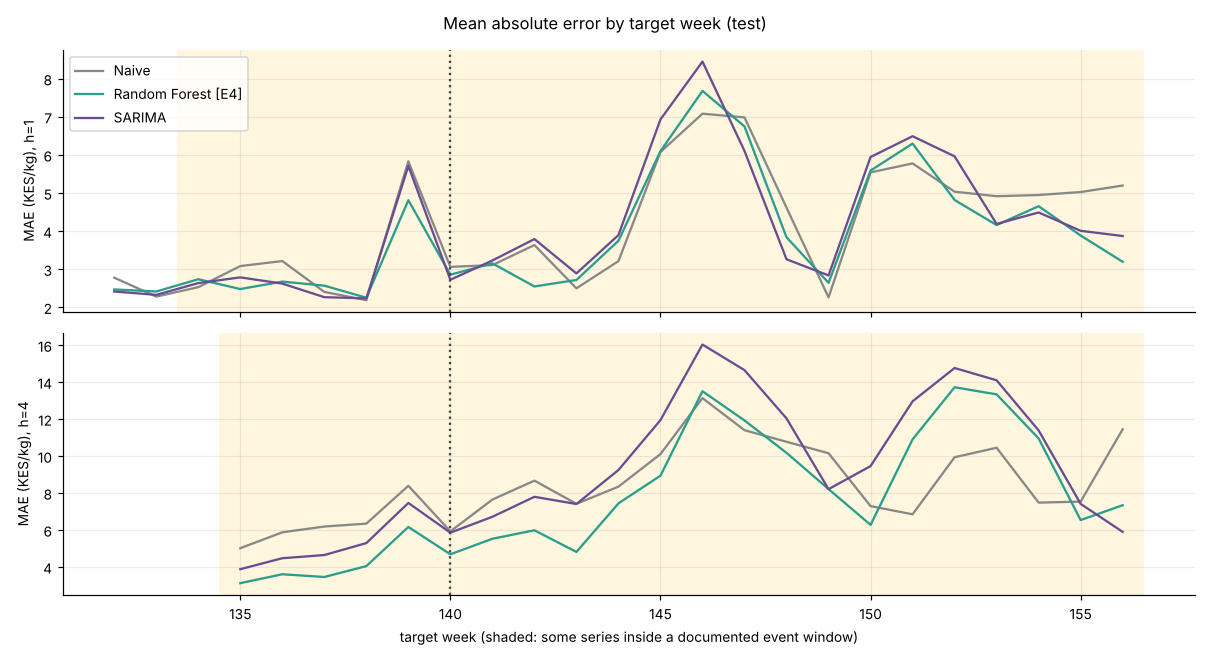 Mean absolute error by target week (test)
MAE (KES/kg), h=1
8
7
6
5
4
3
2
Naive
Random Forest [E4]
SARIMA
MAE (KES/kg), h=4
16
14
12
10
8
6
4
135
140
145
150
155
target week (shaded: some series inside a documented event window)